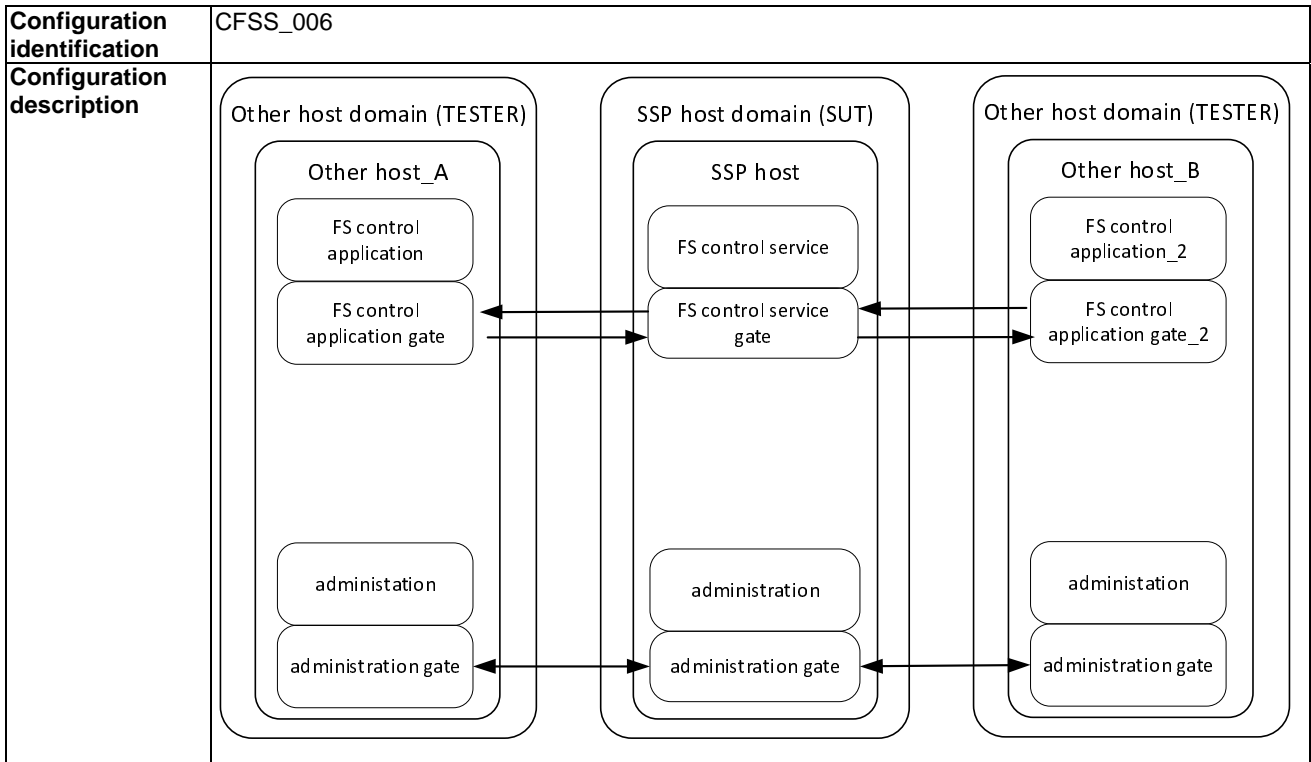 Configuration
identification
CFSS_006
Configuration
description
Other host domain (TESTER)
Other host_A
FS control
application
FS control
application gate
administation
administration gate
SSP host domain (SUT)
SSP host
FS control service
FS control service
gate
administration
administration gate
Other host domain (TESTER)
Other host_B
FS control
application_2
FS control
application gate_2
administation
administration gate